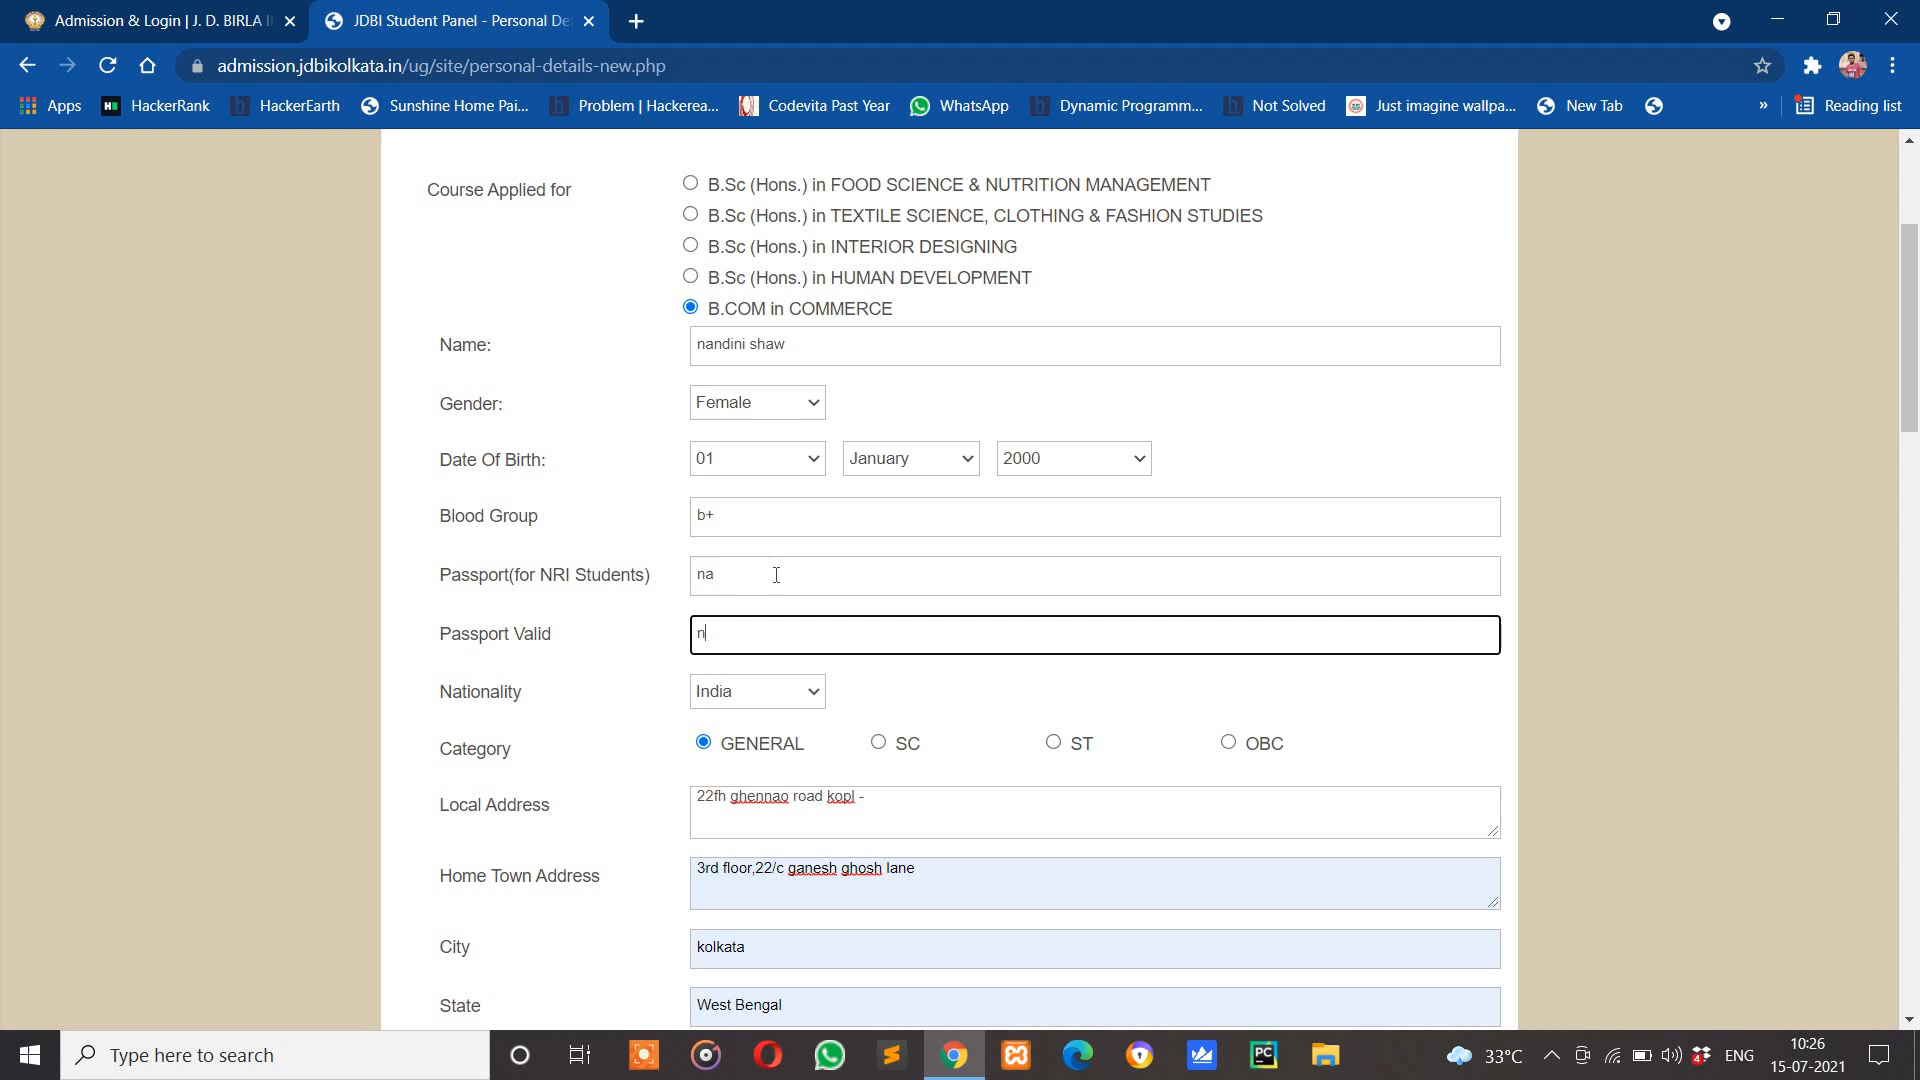 Admission & Login | J. D. BIRLA I
JDBI Student Panel - Personal De
admission.jdbikolkata.in/ug/site/personal-details-new.php
Apps
HackerRank
HackerEarth
Sunshine Home Pai...
Problem | Hackerea...
Codevita Past Year
WhatsApp
Dynamic Programm...
Not Solved
Just imagine wallpa...
New Tab
»
Reading list
Course Applied for
B.Sc (Hons.) in FOOD SCIENCE & NUTRITION MANAGEMENT
B.Sc (Hons.) in TEXTILE SCIENCE, CLOTHING & FASHION STUDIES
B.Sc (Hons.) in INTERIOR DESIGNING
B.Sc (Hons.) in HUMAN DEVELOPMENT
B.COM in COMMERCE
Name: nandini shaw
Gender: Female
Date Of Birth: 01 January 2000
Blood Group b+
Passport(for NRI Students) na
Passport Valid n
Nationality India
Category GENERAL SC ST OBC
Local Address 22fh ghennao road kopl -
Home Town Address 3rd floor,22/c ganesh ghosh lane
City kolkata
State West Bengal
Type here to search
33°C
ENG
10:26
15-07-2021